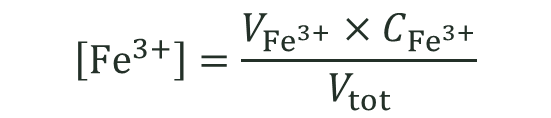 [Fe³⁺] = (V_Fe³⁺ × C_Fe³⁺) / V_tot